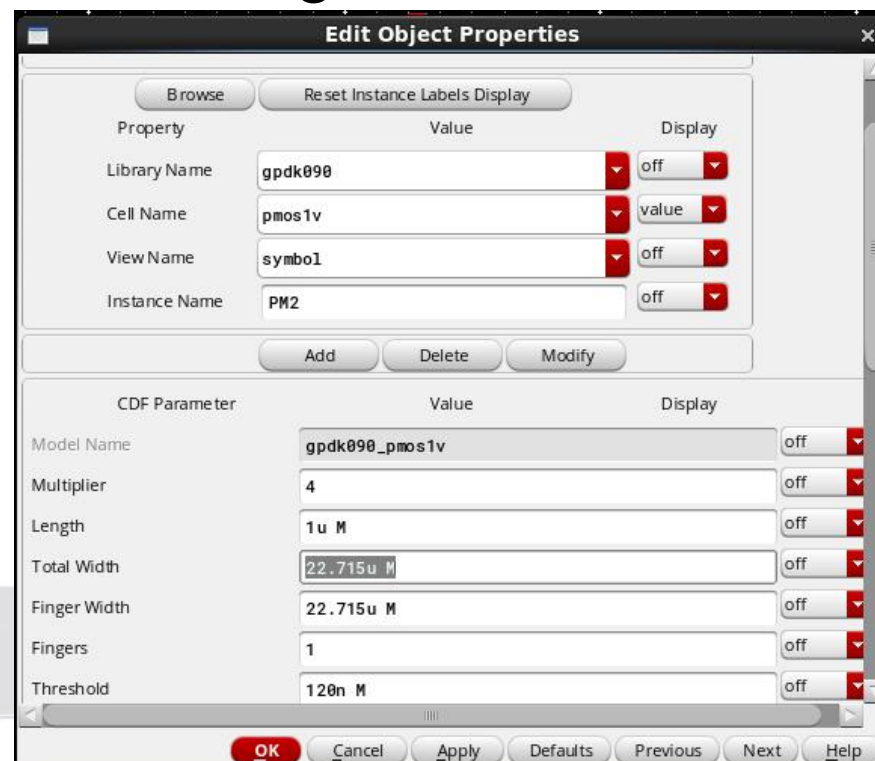 Edit Object Properties
Browse Reset Instance Labels Display
Property Value Display
Library Name gpdk090 off
Cell Name pmos1v value
View Name symbol off
Instance Name PM2 off
Add Delete Modify
CDF Parameter Value Display
Model Name gpdk090_pmos1v off
Multiplier 4 off
Length 1u M off
Total Width 22.715u M off
Finger Width 22.715u M off
Fingers 1 off
Threshold 120n M off
OK Cancel Apply Defaults Previous Next Help